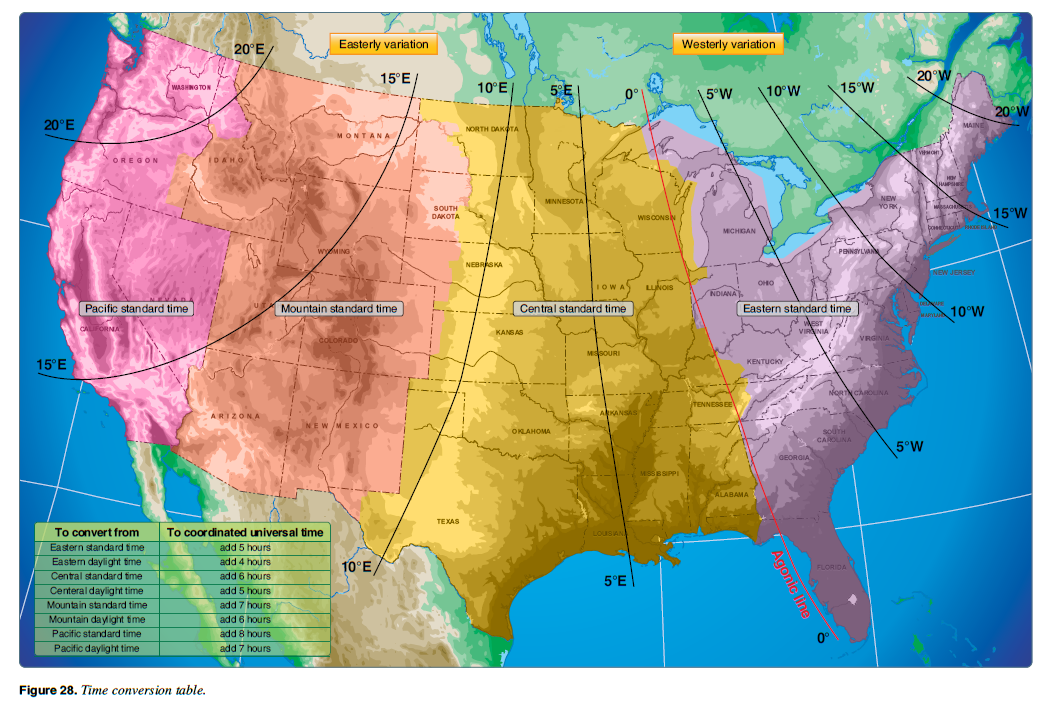 20°E
Easterly variation
Westerly variation
15°E
10°E
5°E
0°
5°W
10°W
15°W
20°W
20°W
WASHINGTON
20°E
NORTH DAKOTA
MONTANA
MAINE
OREGON
IDAHO
VERMONT
NEW HAMPSHIRE
MINNESOTA
SOUTH DAKOTA
WISCONSIN
NEW YORK
MASSACHUSETTS
15°W
MICHIGAN
CONNECTICUT
RHODE ISLAND
WYOMING
PENNSYLVANIA
NEBRASKA
NEW JERSEY
IOWA
ILLINOIS
INDIANA
OHIO
DELAWARE
MARYLAND
10°W
UTAH
Pacific standard time
Mountain standard time
Central standard time
Eastern standard time
CALIFORNIA
WEST VIRGINIA
VIRGINIA
COLORADO
KANSAS
MISSOURI
KENTUCKY
15°E
NORTH CAROLINA
TENNESSEE
ARIZONA
NEW MEXICO
ARKANSAS
OKLAHOMA
SOUTH CAROLINA
5°W
GEORGIA
MISSISSIPPI
ALABAMA
TEXAS
LOUISIANA
10°E
5°E
FLORIDA
Agonic line
0°
To convert from To coordinated universal time
Eastern standard time add 5 hours
Eastern daylight time add 4 hours
Central standard time add 6 hours
Centeral daylight time add 5 hours
Mountain standard time add 7 hours
Mountain daylight time add 6 hours
Pacific standard time add 8 hours
Pacific daylight time add 7 hours
Figure 28. Time conversion table.